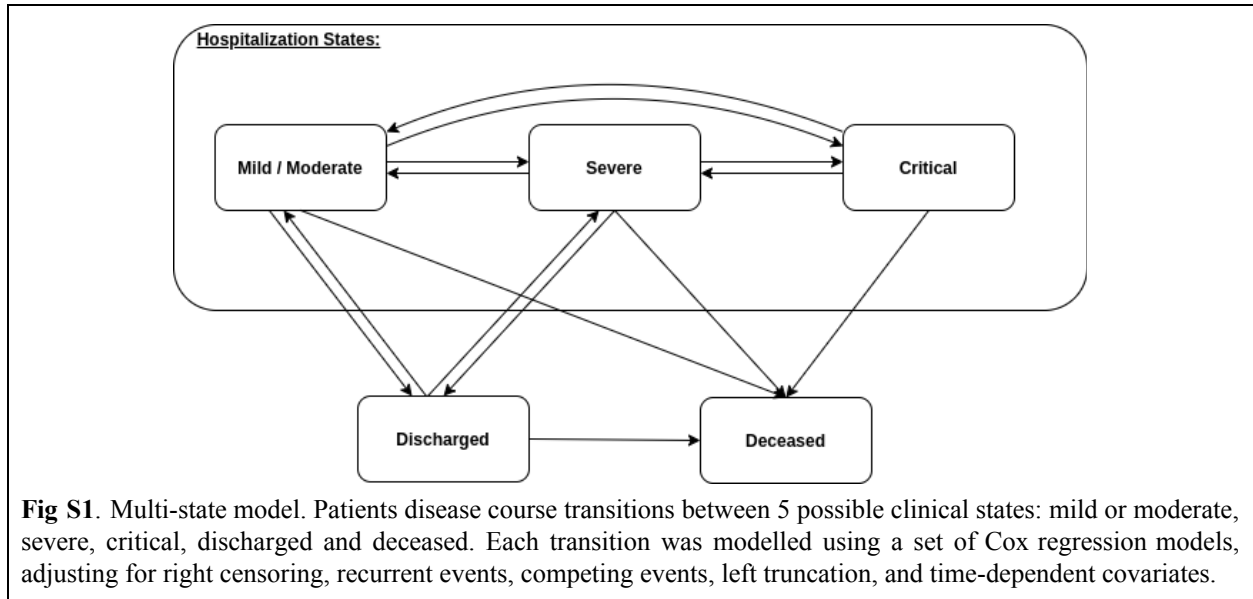 Hospitalization States:
Mild / Moderate
Severe
Critical
Discharged
Deceased
Fig S1. Multi-state model. Patients disease course transitions between 5 possible clinical states: mild or moderate,
severe, critical, discharged and deceased. Each transition was modelled using a set of Cox regression models,
adjusting for right censoring, recurrent events, competing events, left truncation, and time-dependent covariates.